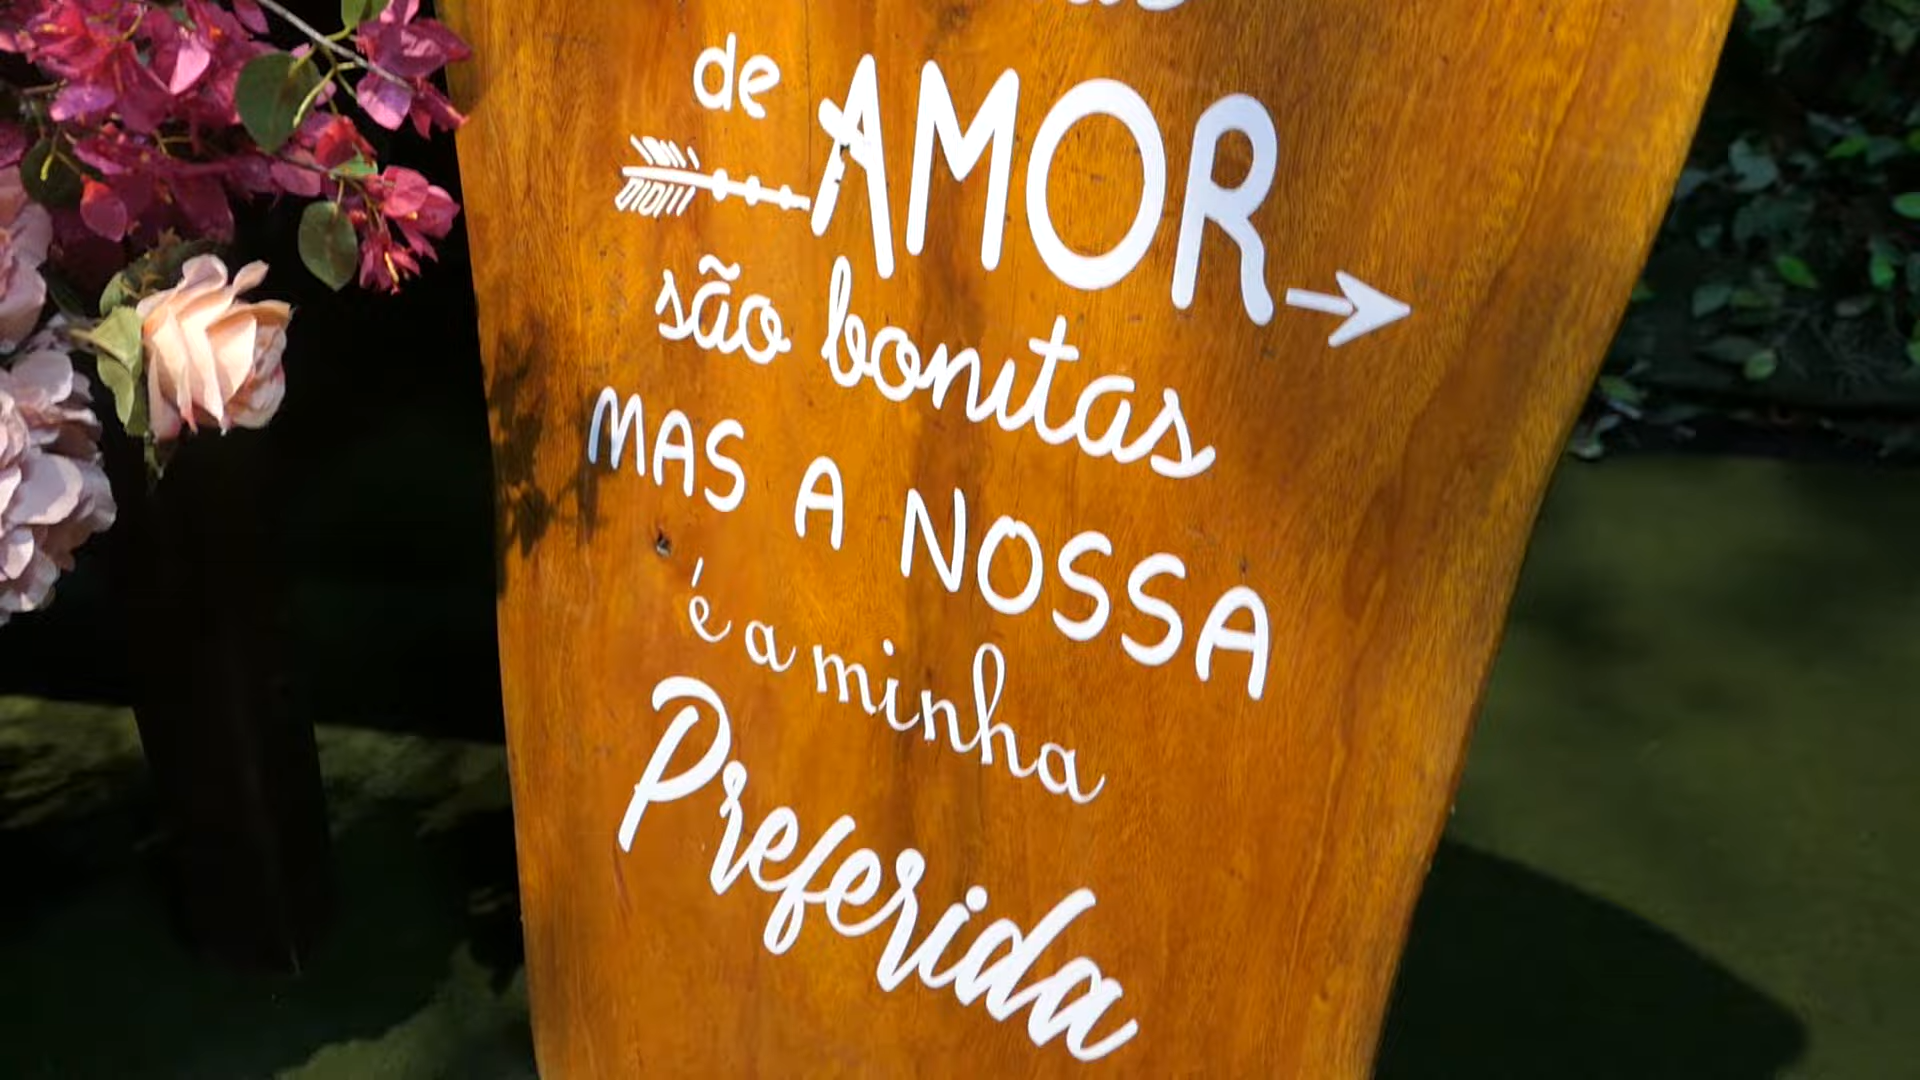 de
AMOR
são bonitas
MAS A NOSSA
é a minha
Preferida